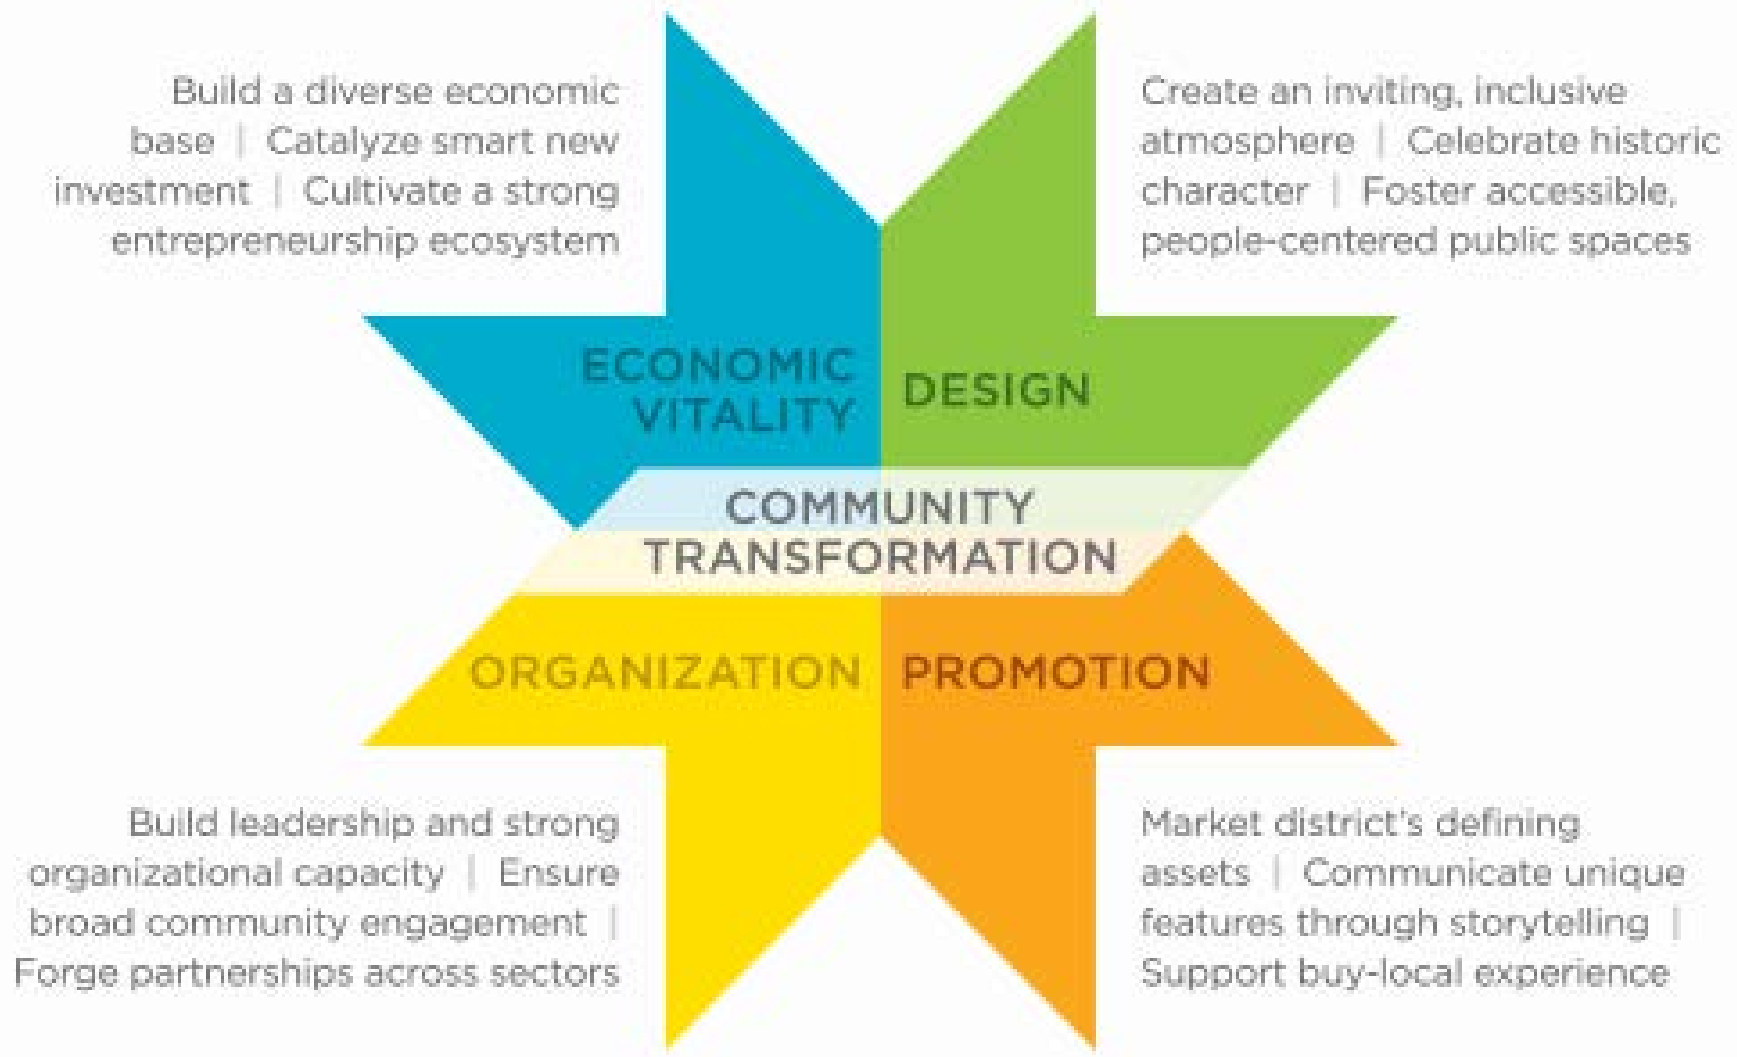 Build a diverse economic
base | Catalyze smart new
investment | Cultivate a strong
entrepreneurship ecosystem
Create an inviting, inclusive
atmosphere | Celebrate historic
character | Foster accessible,
people-centered public spaces
ECONOMIC
VITALITY
DESIGN
COMMUNITY
TRANSFORMATION
ORGANIZATION
PROMOTION
Build leadership and strong
organizational capacity | Ensure
broad community engagement |
Forge partnerships across sectors
Market district's defining
assets | Communicate unique
features through storytelling |
Support buy-local experience